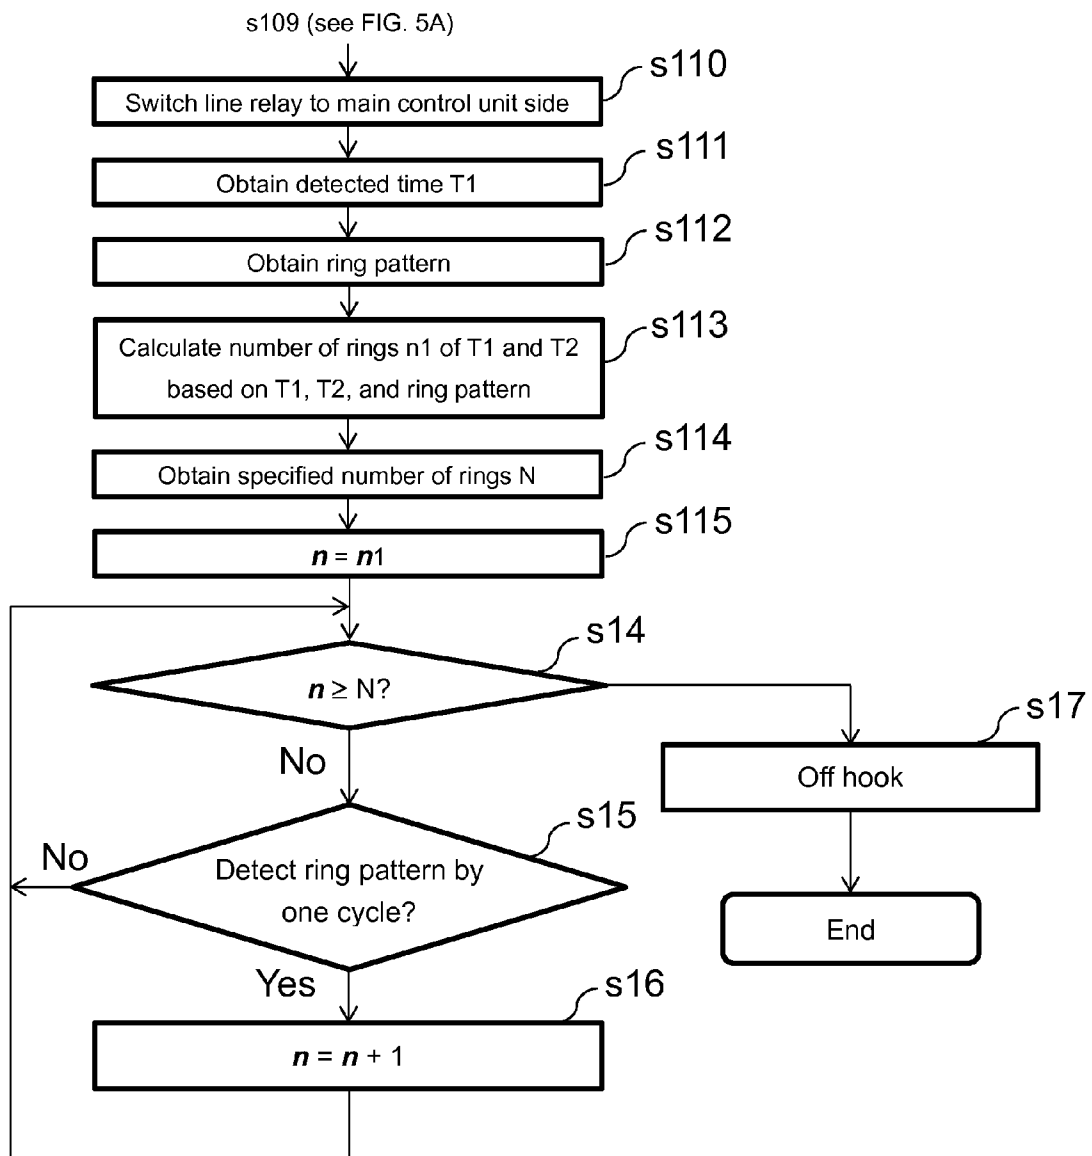 s109 (see FIG. 5A)
s110
Switch line relay to main control unit side
s111
Obtain detected time T1
s112
Obtain ring pattern
s113
Calculate number of rings n1 of T1 and T2
based on T1, T2, and ring pattern
s114
Obtain specified number of rings N
s115
n = n1
s14
n ≥ N?
s17
Off hook
No
s15
No
Detect ring pattern by
one cycle?
End
Yes
s16
n = n + 1